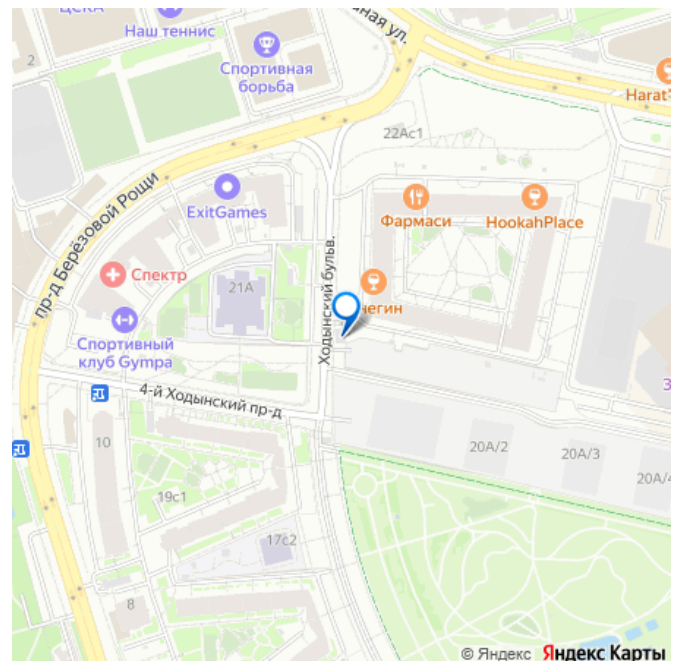 ЦСКА
Наш теннис
2
Спортивная
борьба
ная ул.
Harat'
22Ас1
ExitGames
Фармаси
HookahPlace
пр-д Берёзовой Рощи
Спектр
21А
Ходынский бульв.
негин
Спортивный
клуб Gympa
З
4-й Ходынский пр-д
10
20А/2
20А/3
20А/4
19с1
17с2
8
© Яндекс Яндекс Карты